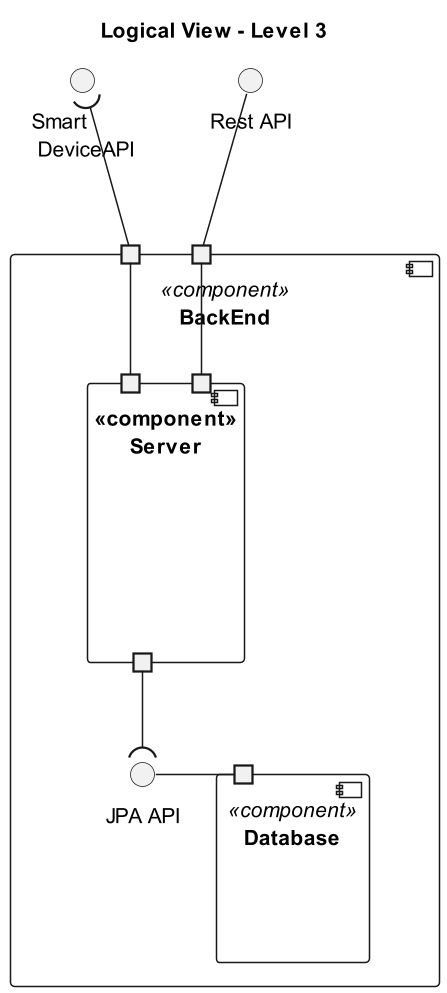 Logical View - Level 3
Smart
DeviceAPI
Rest API
«component»
BackEnd
«component»
Server
JPA API
«component»
Database